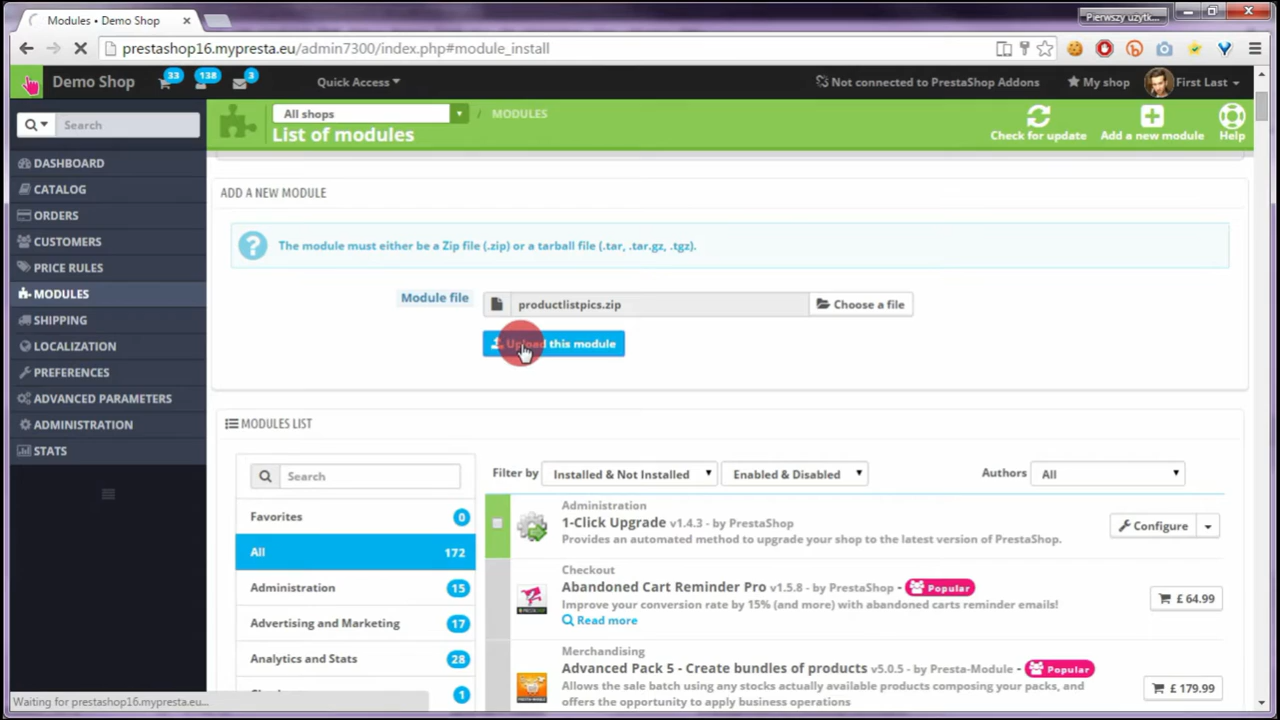 Modules • Demo Shop
Pierwszy użytk...
prestashop16.mypresta.eu/admin7300/index.php#module_install
Demo Shop 33 138 3 Quick Access Not connected to PrestaShop Addons My shop First Last
Search
All shops / MODULES
List of modules
Check for update Add a new module Help
DASHBOARD
CATALOG
ORDERS
CUSTOMERS
PRICE RULES
MODULES
SHIPPING
LOCALIZATION
PREFERENCES
ADVANCED PARAMETERS
ADMINISTRATION
STATS
ADD A NEW MODULE
The module must either be a Zip file (.zip) or a tarball file (.tar, .tar.gz, .tgz).
Module file productlistpics.zip Choose a file
Upload this module
MODULES LIST
Search
Favorites 0
All 172
Administration 15
Advertising and Marketing 17
Analytics and Stats 28
1
Filter by Installed & Not Installed Enabled & Disabled Authors All
Administration
1-Click Upgrade v1.4.3 - by PrestaShop
Provides an automated method to upgrade your shop to the latest version of PrestaShop.
Configure
Checkout
Abandoned Cart Reminder Pro v1.5.8 - by PrestaShop - Popular
Improve your conversion rate by 15% (and more) with abandoned carts reminder emails!
Read more
£ 64.99
Merchandising
Advanced Pack 5 - Create bundles of products v5.0.5 - by Presta-Module - Popular
Allows the sale batch using any stocks actually available products composing your packs, and
offers the opportunity to apply business operations
£ 179.99
Waiting for prestashop16.mypresta.eu...